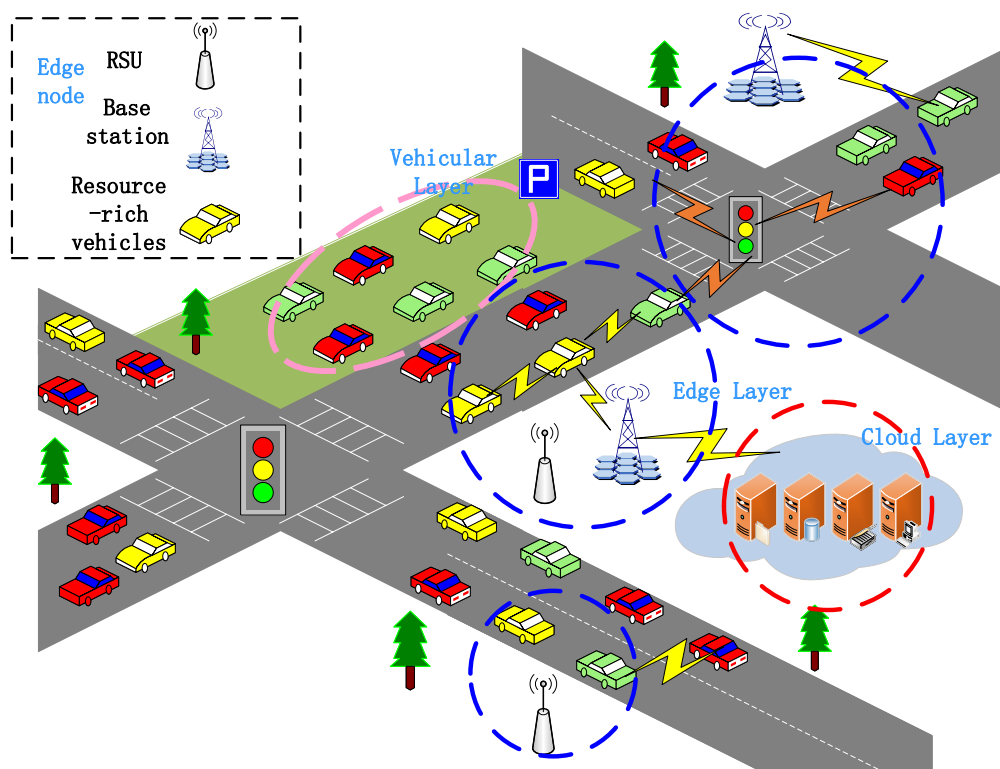 Edge
node
RSU
Base
station
Resource
-rich
vehicles
Vehicular
Layer
P
Edge Layer
Cloud Layer